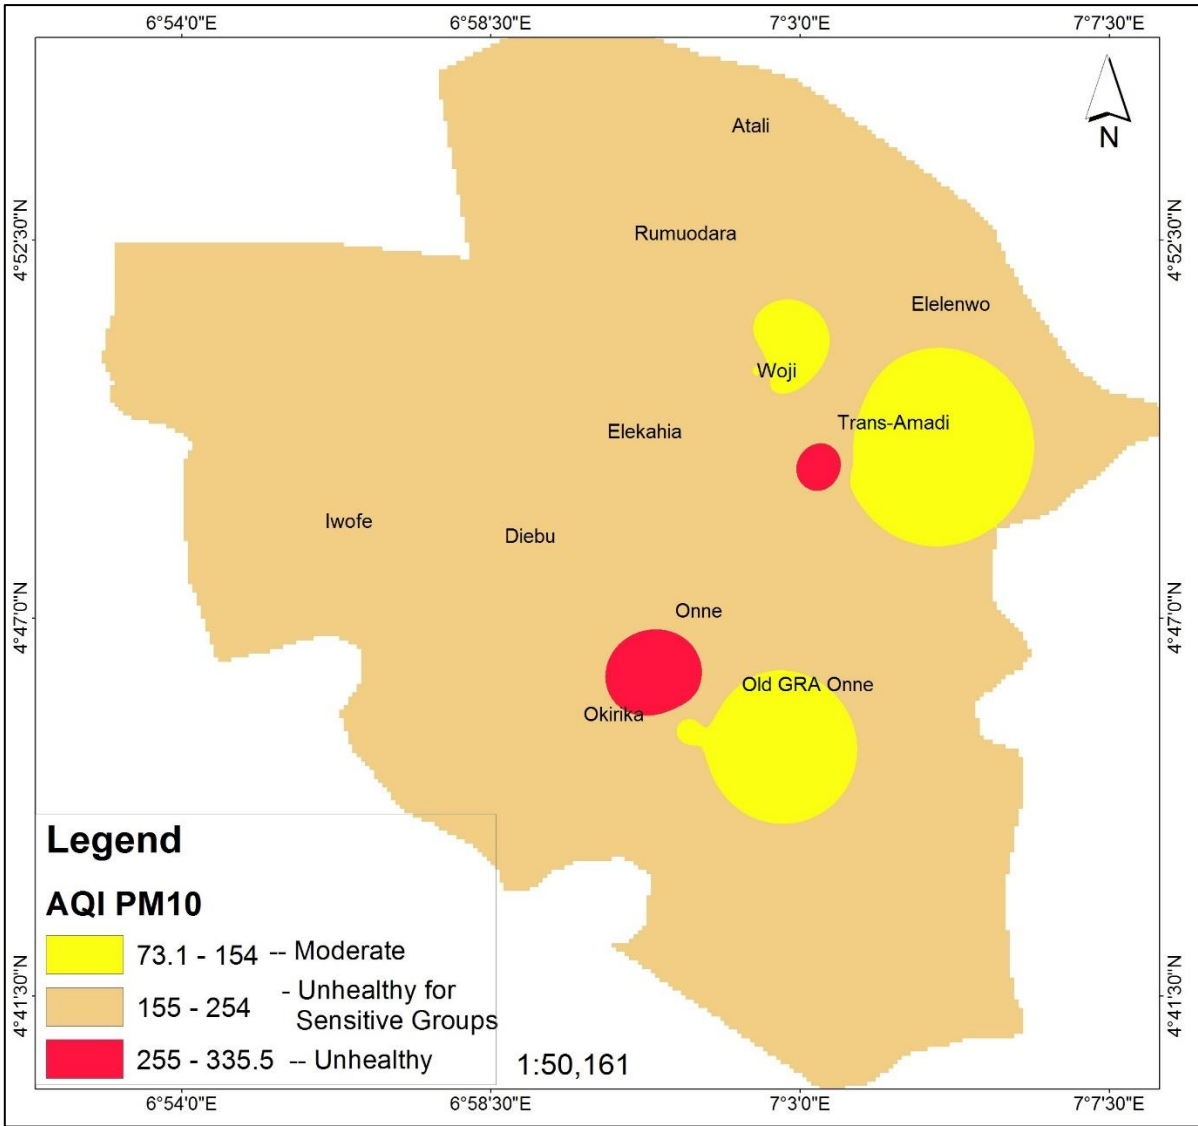 6°54'0"E 6°58'30"E 7°3'0"E 7°7'30"E
N
Atali
4°52'30"N Rumuodara 4°52'30"N
Elelenwo
Woji
Trans-Amadi
Elekahia
Iwofe
Diebu
4°47'0"N Onne 4°47'0"N
Old GRA Onne
Okirika
Legend
AQI PM10
73.1 - 154 -- Moderate
155 - 254 - Unhealthy for
Sensitive Groups
4°41'30"N 4°41'30"N
255 - 335.5 -- Unhealthy
1:50,161
6°54'0"E 6°58'30"E 7°3'0"E 7°7'30"E